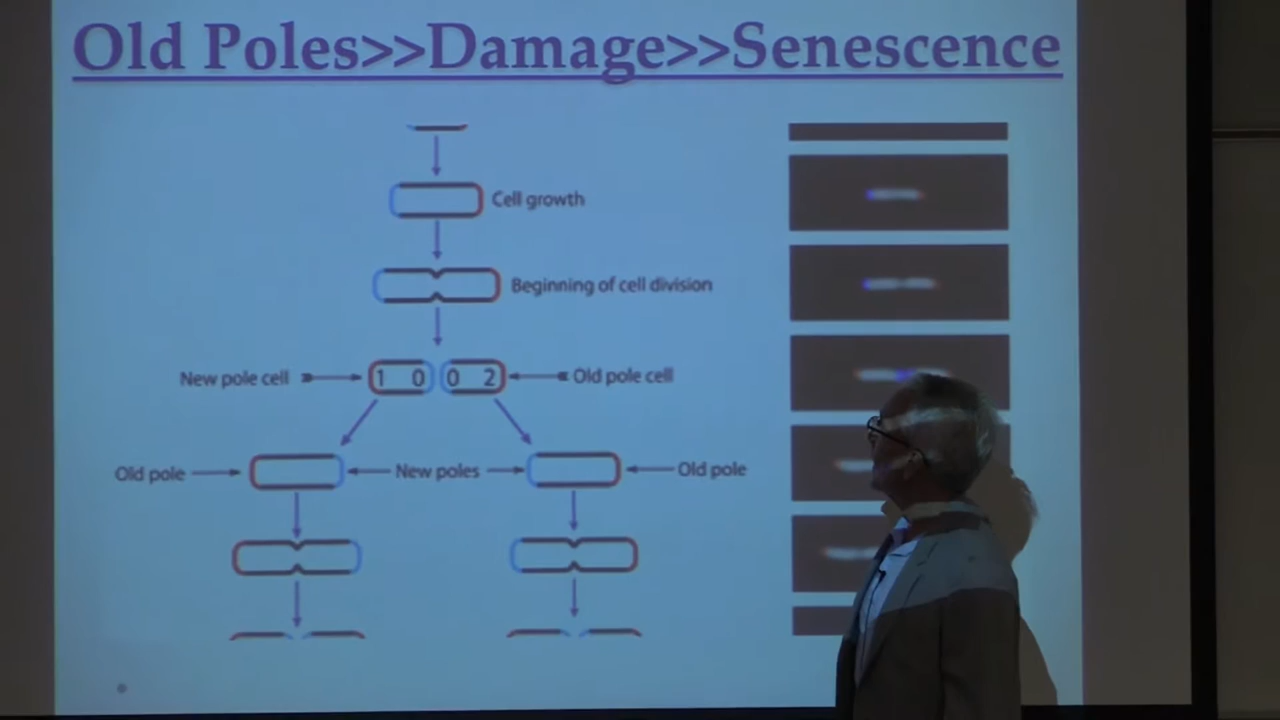 Old Poles>>Damage>>Senescence
Cell growth
Beginning of cell division
New pole cell
1 0 0 2
Old pole cell
Old pole
New poles
Old pole